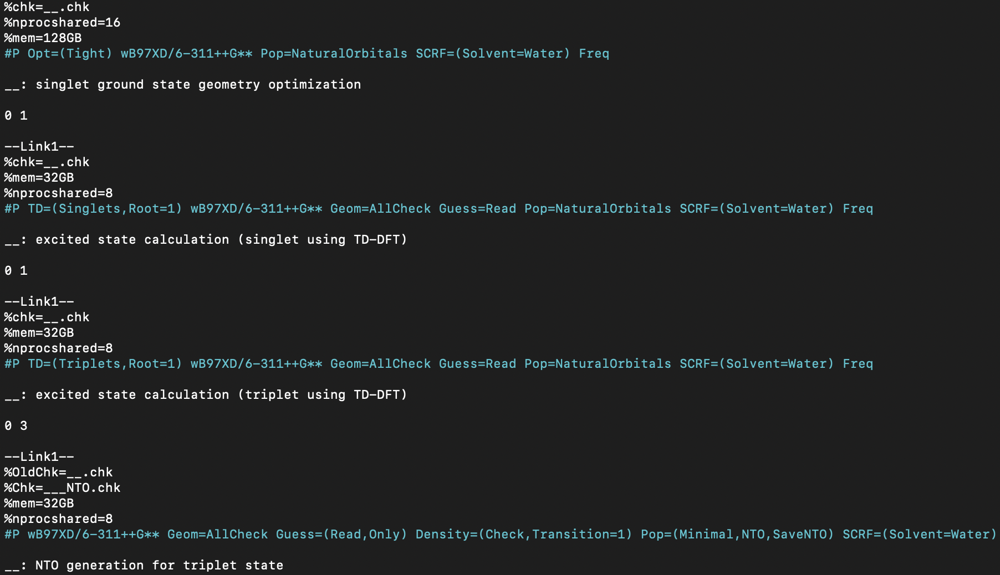 %chk=__.chk
%nprocshared=16
%mem=128GB
#P Opt=(Tight) wB97XD/6-311++G** Pop=NaturalOrbitals SCRF=(Solvent=Water) Freq
__: singlet ground state geometry optimization
0 1
--Link1--
%chk=__.chk
%mem=32GB
%nprocshared=8
#P TD=(Singlets,Root=1) wB97XD/6-311++G** Geom=AllCheck Guess=Read Pop=NaturalOrbitals SCRF=(Solvent=Water) Freq
__: excited state calculation (singlet using TD-DFT)
0 1
--Link1--
%chk=__.chk
%mem=32GB
%nprocshared=8
#P TD=(Triplets,Root=1) wB97XD/6-311++G** Geom=AllCheck Guess=Read Pop=NaturalOrbitals SCRF=(Solvent=Water) Freq
__: excited state calculation (triplet using TD-DFT)
0 3
--Link1--
%OldChk=__.chk
%Chk=___NTO.chk
%mem=32GB
%nprocshared=8
#P wB97XD/6-311++G** Geom=AllCheck Guess=(Read,Only) Density=(Check,Transition=1) Pop=(Minimal,NTO,SaveNTO) SCRF=(Solvent=Water)
__: NTO generation for triplet state